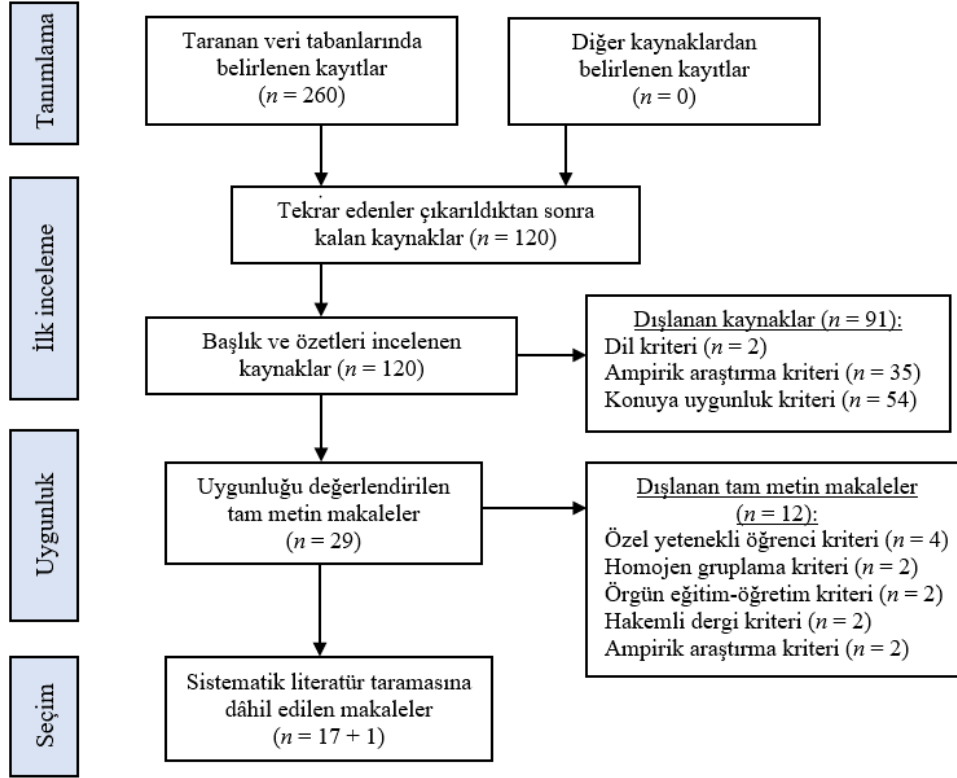 Tanımlama
Taranan veri tabanlarında
belirlenen kayıtlar
(n = 260)
Diğer kaynaklardan
belirlenen kayıtlar
(n = 0)
İlk inceleme
Tekrar edenler çıkarıldıktan sonra
kalan kaynaklar (n = 120)
Başlık ve özetleri incelenen
kaynaklar (n = 120)
Dışlanan kaynaklar (n = 91):
Dil kriteri (n = 2)
Ampirik araştırma kriteri (n = 35)
Konuya uygunluk kriteri (n = 54)
Uygunluk
Uygunluğu değerlendirilen
tam metin makaleler
(n = 29)
Dışlanan tam metin makaleler
(n = 12):
Özel yetenekli öğrenci kriteri (n = 4)
Homojen gruplama kriteri (n = 2)
Örgün eğitim-öğretim kriteri (n = 2)
Hakemli dergi kriteri (n = 2)
Ampirik araştırma kriteri (n = 2)
Seçim
Sistematik literatür taramasına
dâhil edilen makaleler
(n = 17 + 1)